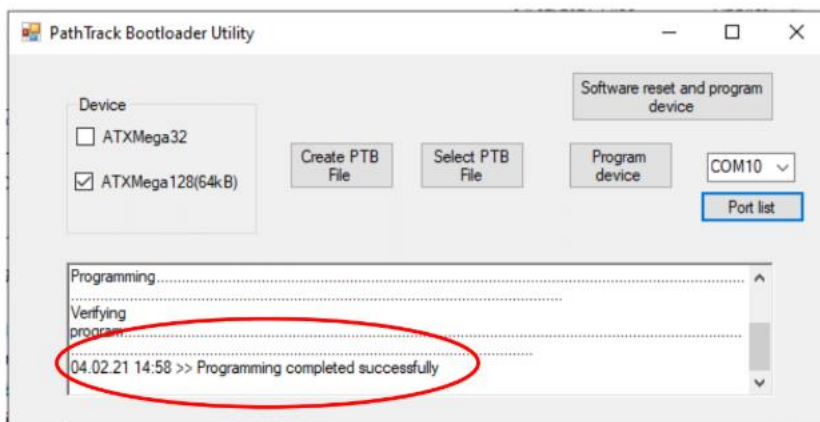 PathTrack Bootloader Utility
Software reset and program
device
Device
ATXMega32
ATXMega128(64kB)
Create PTB
File
Select PTB
File
Program
device
COM10
Port list
Programming....................................................................................................
....................................................................................................
Verifying
program....................................................................................................
....................................................................................................
04.02.21 14:58 >> Programming completed successfully